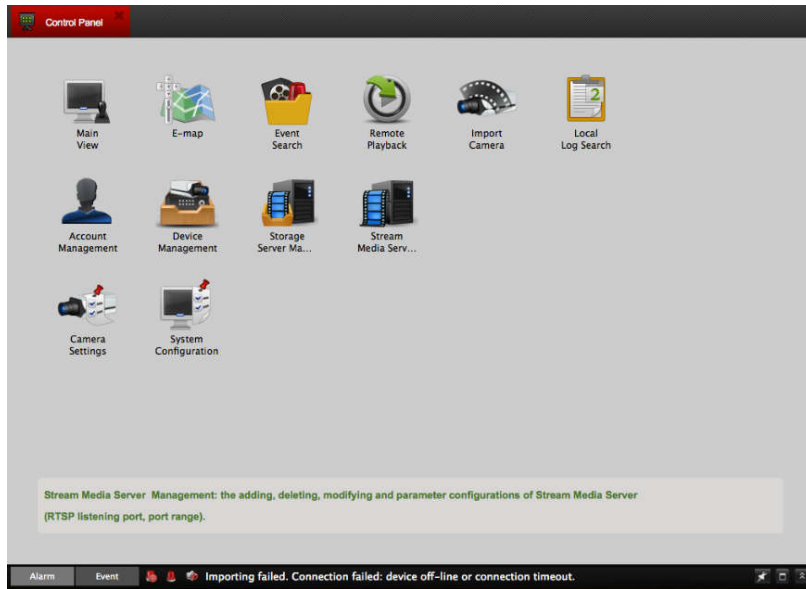 Control Panel
Main
View
E-map
Event
Search
Remote
Playback
Import
Camera
2
Local
Log Search
Account
Management
Device
Management
Storage
Server Ma...
Stream
Media Serv...
Camera
Settings
System
Configuration
Stream Media Server Management: the adding, deleting, modifying and parameter configurations of Stream Media Server
(RTSP listening port, port range).
Alarm
Event
Importing failed. Connection failed: device off-line or connection timeout.